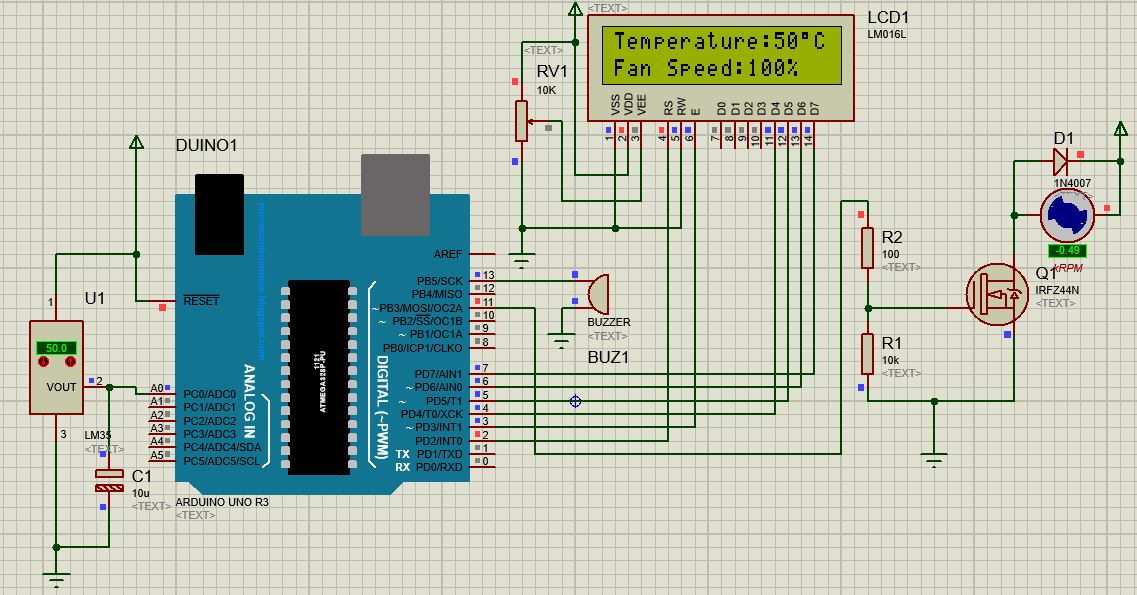 <TEXT>
LCD1
LM016L
Temperature:50°C
Fan Speed:100%
VSS
VDD
VEE
RS
RW
E
D0
D1
D2
D3
D4
D5
D6
D7
1
2
3
4
5
6
7
8
9
10
11
12
13
14
<TEXT>
RV1
10K
DUINO1
microcontrolandos.blogspot.com
AREF
RESET
PB5/SCK
13
PB4/MISO
12
~PB3/MOSI/OC2A
11
~ PB2/SS/OC1B
10
~ PB1/OC1A
9
PB0/ICP1/CLKO
8
PD7/AIN1
7
~ PD6/AIN0
6
~ PD5/T1
5
PD4/T0/XCK
4
~ PD3/INT1
3
PD2/INT0
2
TX PD1/TXD
1
RX PD0/RXD
0
DIGITAL (~PWM)
ANALOG IN
1121
ATMEGA328P-PU
A0
PC0/ADC0
A1
PC1/ADC1
A2
PC2/ADC2
A3
PC3/ADC3
A4
PC4/ADC4/SDA
A5
PC5/ADC5/SCL
ARDUINO UNO R3
<TEXT>
U1
1
50.0
VOUT
2
3
LM35
<TEXT>
C1
10u
<TEXT>
BUZZER
<TEXT>
BUZ1
R2
100
<TEXT>
R1
10k
<TEXT>
D1
1N4007
-0.49
kRPM
Q1
IRFZ44N
<TEXT>